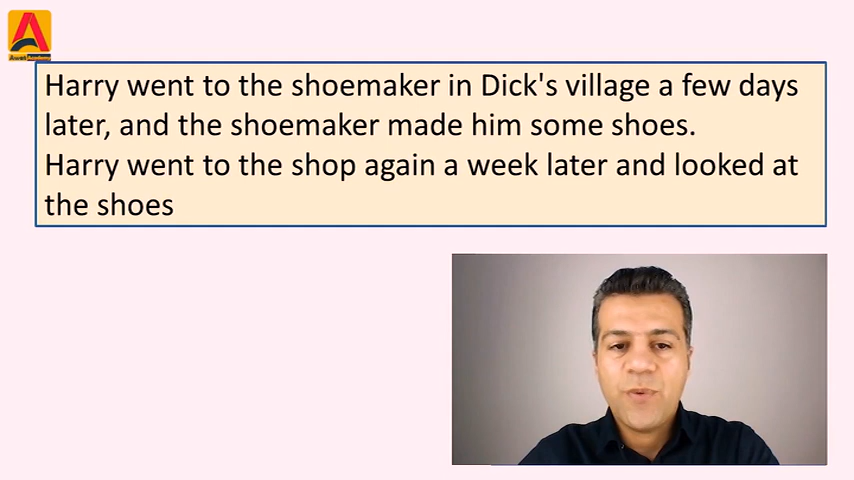 Harry went to the shoemaker in Dick's village a few days
later, and the shoemaker made him some shoes.
Harry went to the shop again a week later and looked at
the shoes